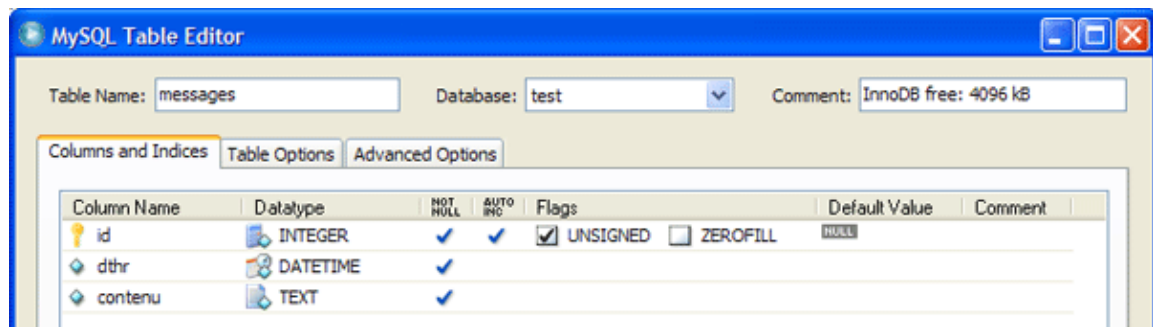 MySQL Table Editor
Table Name: messages Database: test Comment: InnoDB free: 4096 kB
Columns and Indices Table Options Advanced Options
Column Name Datatype NOT NULL AUTO INC Flags Default Value Comment
id INTEGER UNSIGNED ZEROFILL NULL
dthr DATETIME
contenu TEXT